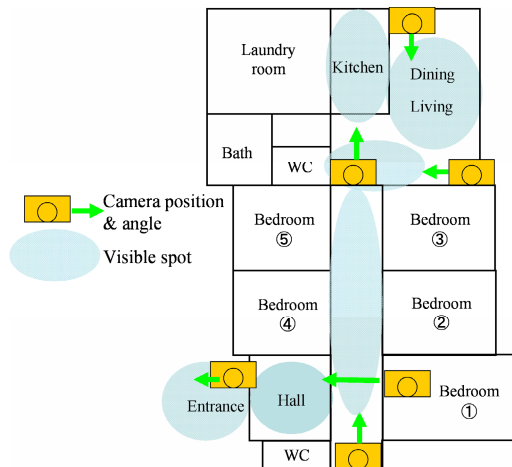 Laundry
room
Kitchen
Dining
Living
Bath
WC
Camera position
& angle
Visible spot
Bedroom
⑤
Bedroom
③
Bedroom
④
Bedroom
②
Entrance
Hall
Bedroom
①
WC